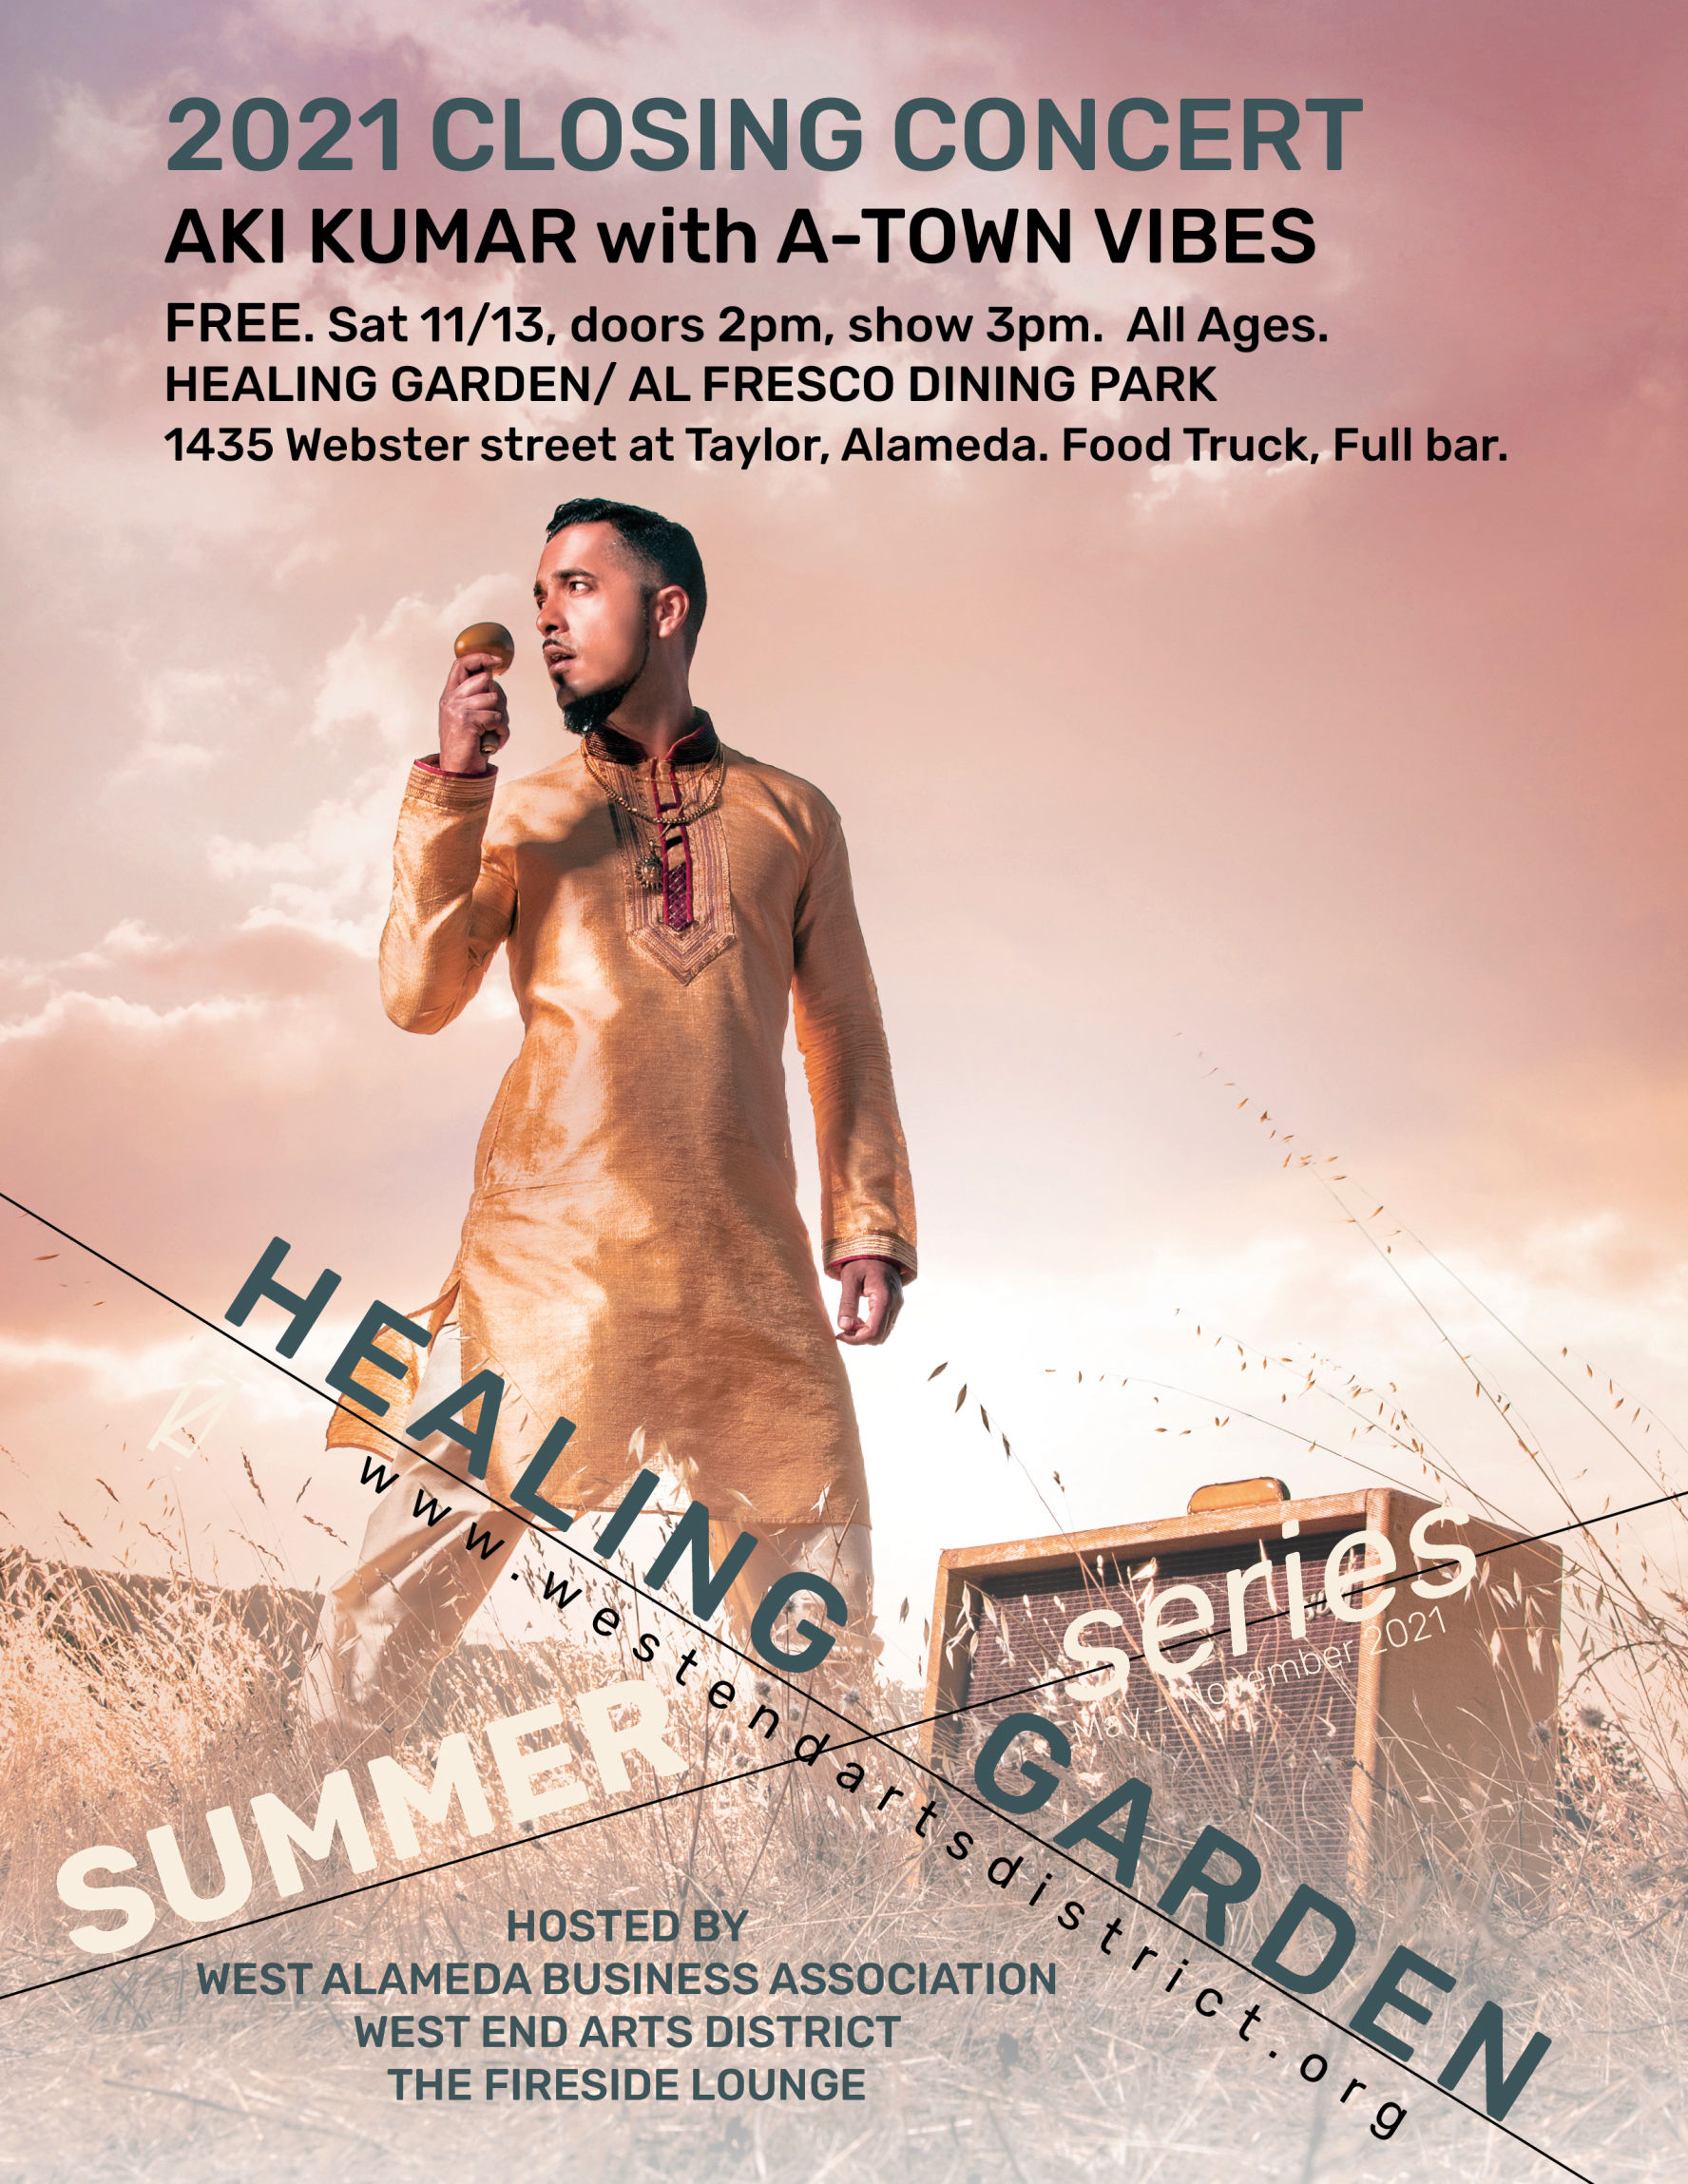 2021 CLOSING CONCERT
AKI KUMAR with A-TOWN VIBES
FREE. Sat 11/13, doors 2pm, show 3pm. All Ages.
HEALING GARDEN/ AL FRESCO DINING PARK
1435 Webster street at Taylor, Alameda. Food Truck, Full bar.
HEALING GARDEN
www.westendartsdistrict.org
SUMMER series
May - November 2021
HOSTED BY
WEST ALAMEDA BUSINESS ASSOCIATION
WEST END ARTS DISTRICT
THE FIRESIDE LOUNGE